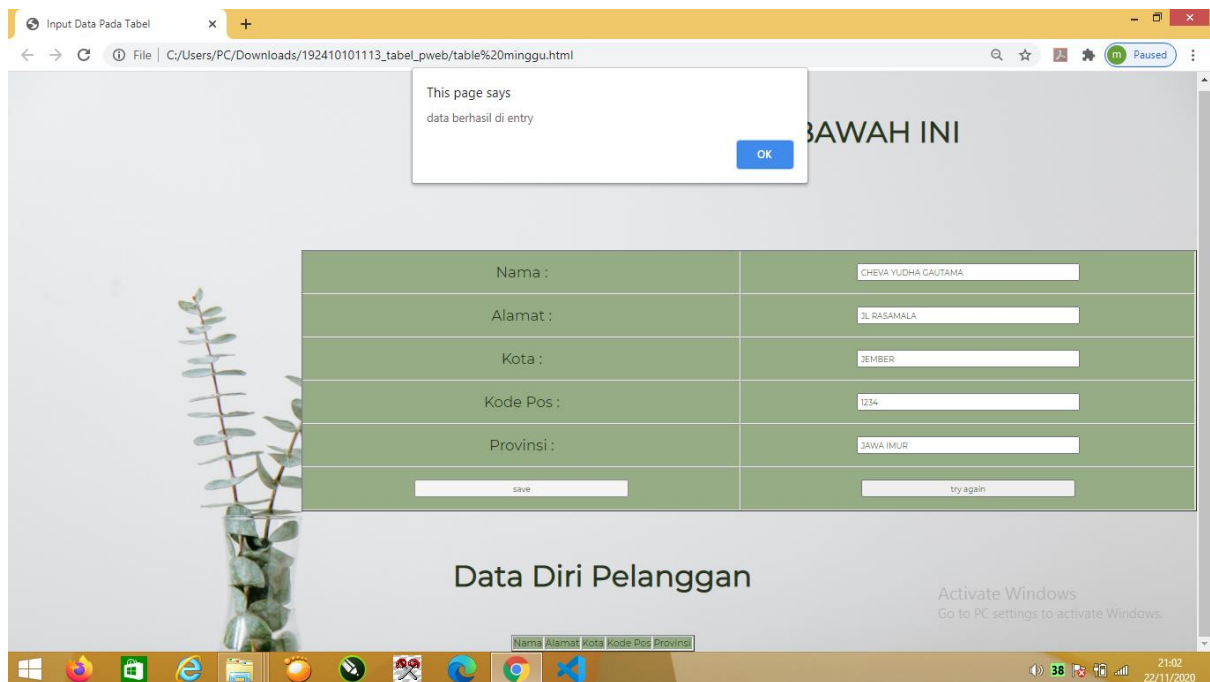 Input Data Pada Tabel
File | C:/Users/PC/Downloads/192410101113_tabel_pweb/table%20minggu.html
m Paused
This page says
data berhasil di entry
OK
BAWAH INI
Nama : CHEVA YUDHA GAUTAMA
Alamat : JL RASAMALA
Kota : JEMBER
Kode Pos : 1234
Provinsi : JAWA IMUR
save try again
Data Diri Pelanggan
Activate Windows
Go to PC settings to activate Windows.
Nama Alamat Kota Kode Pos Provinsi
38
21:02
22/11/2020